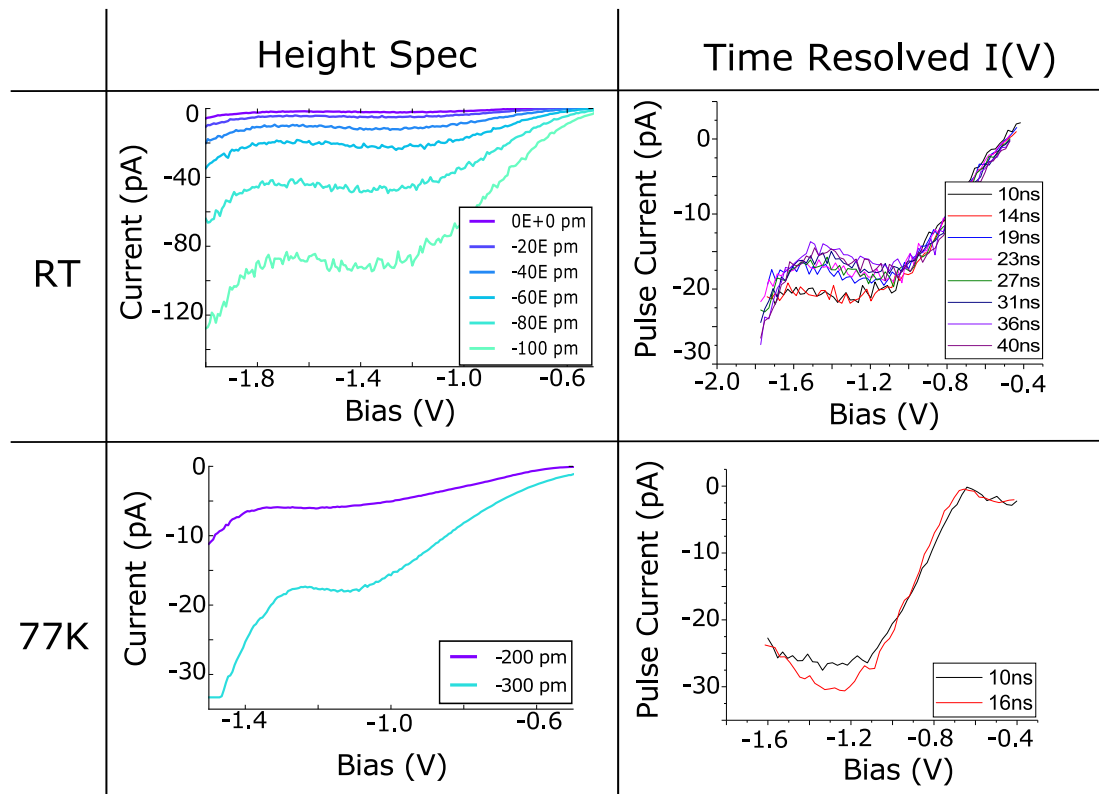 Height Spec
Time Resolved I(V)
RT
Current (pA)
0
-40
-80
-120
-1.8
-1.4
-1.0
-0.6
Bias (V)
0E+0 pm
-20E pm
-40E pm
-60E pm
-80E pm
-100 pm
Pulse Current (pA)
0
-10
-20
-30
-2.0
-1.6
-1.2
-0.8
-0.4
Bias (V)
10ns
14ns
19ns
23ns
27ns
31ns
36ns
40ns
77K
Current (pA)
0
-10
-20
-30
-1.4
-1.0
-0.6
Bias (V)
-200 pm
-300 pm
Pulse Current (pA)
0
-10
-20
-30
-1.6
-1.2
-0.8
-0.4
Bias (V)
10ns
16ns